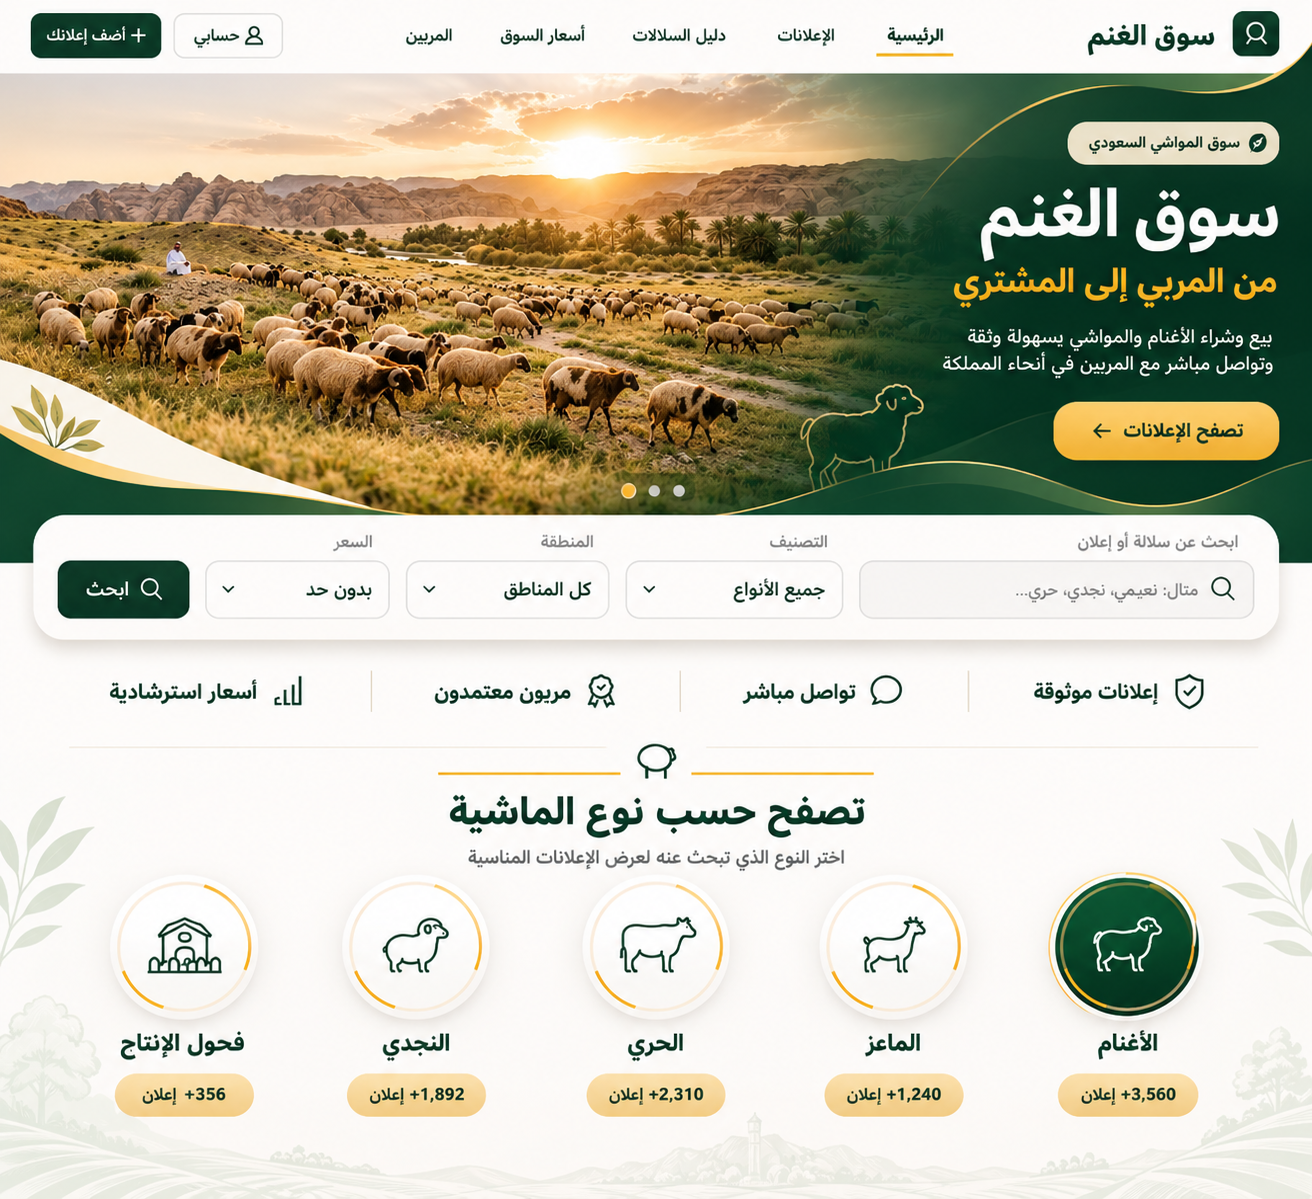 سوق الغنم
الرئيسية
الإعلانات
دليل السلالات
أسعار السوق
المربين
حسابي
أضف إعلانك +
سوق المواشي السعودي
سوق الغنم
من المربي إلى المشتري
بيع وشراء الأغنام والمواشي يسهولة وثقة
وتواصل مباشر مع المربين في أنحاء المملكة
تصفح الإعلانات ←
ابحث عن سلالة أو إعلان
التصنيف
المنطقة
السعر
متال: نعيمي، نجدي، حري...
جميع الأنواع
كل المناطق
بدون حد
ابحث
إعلانات موثوقة
تواصل مباشر
مريون معتمدون
أسعار استرشادية
تصفح حسب نوع الماشية
اختر النوع الذي تبحث عنه لعرض الإعلانات المناسية
الأغنام
الماعز
الحري
النجدي
فحول الإنتاج
+3,560 إعلان
+1,240 إعلان
+2,310 إعلان
+1,892 إعلان
+356 إعلان